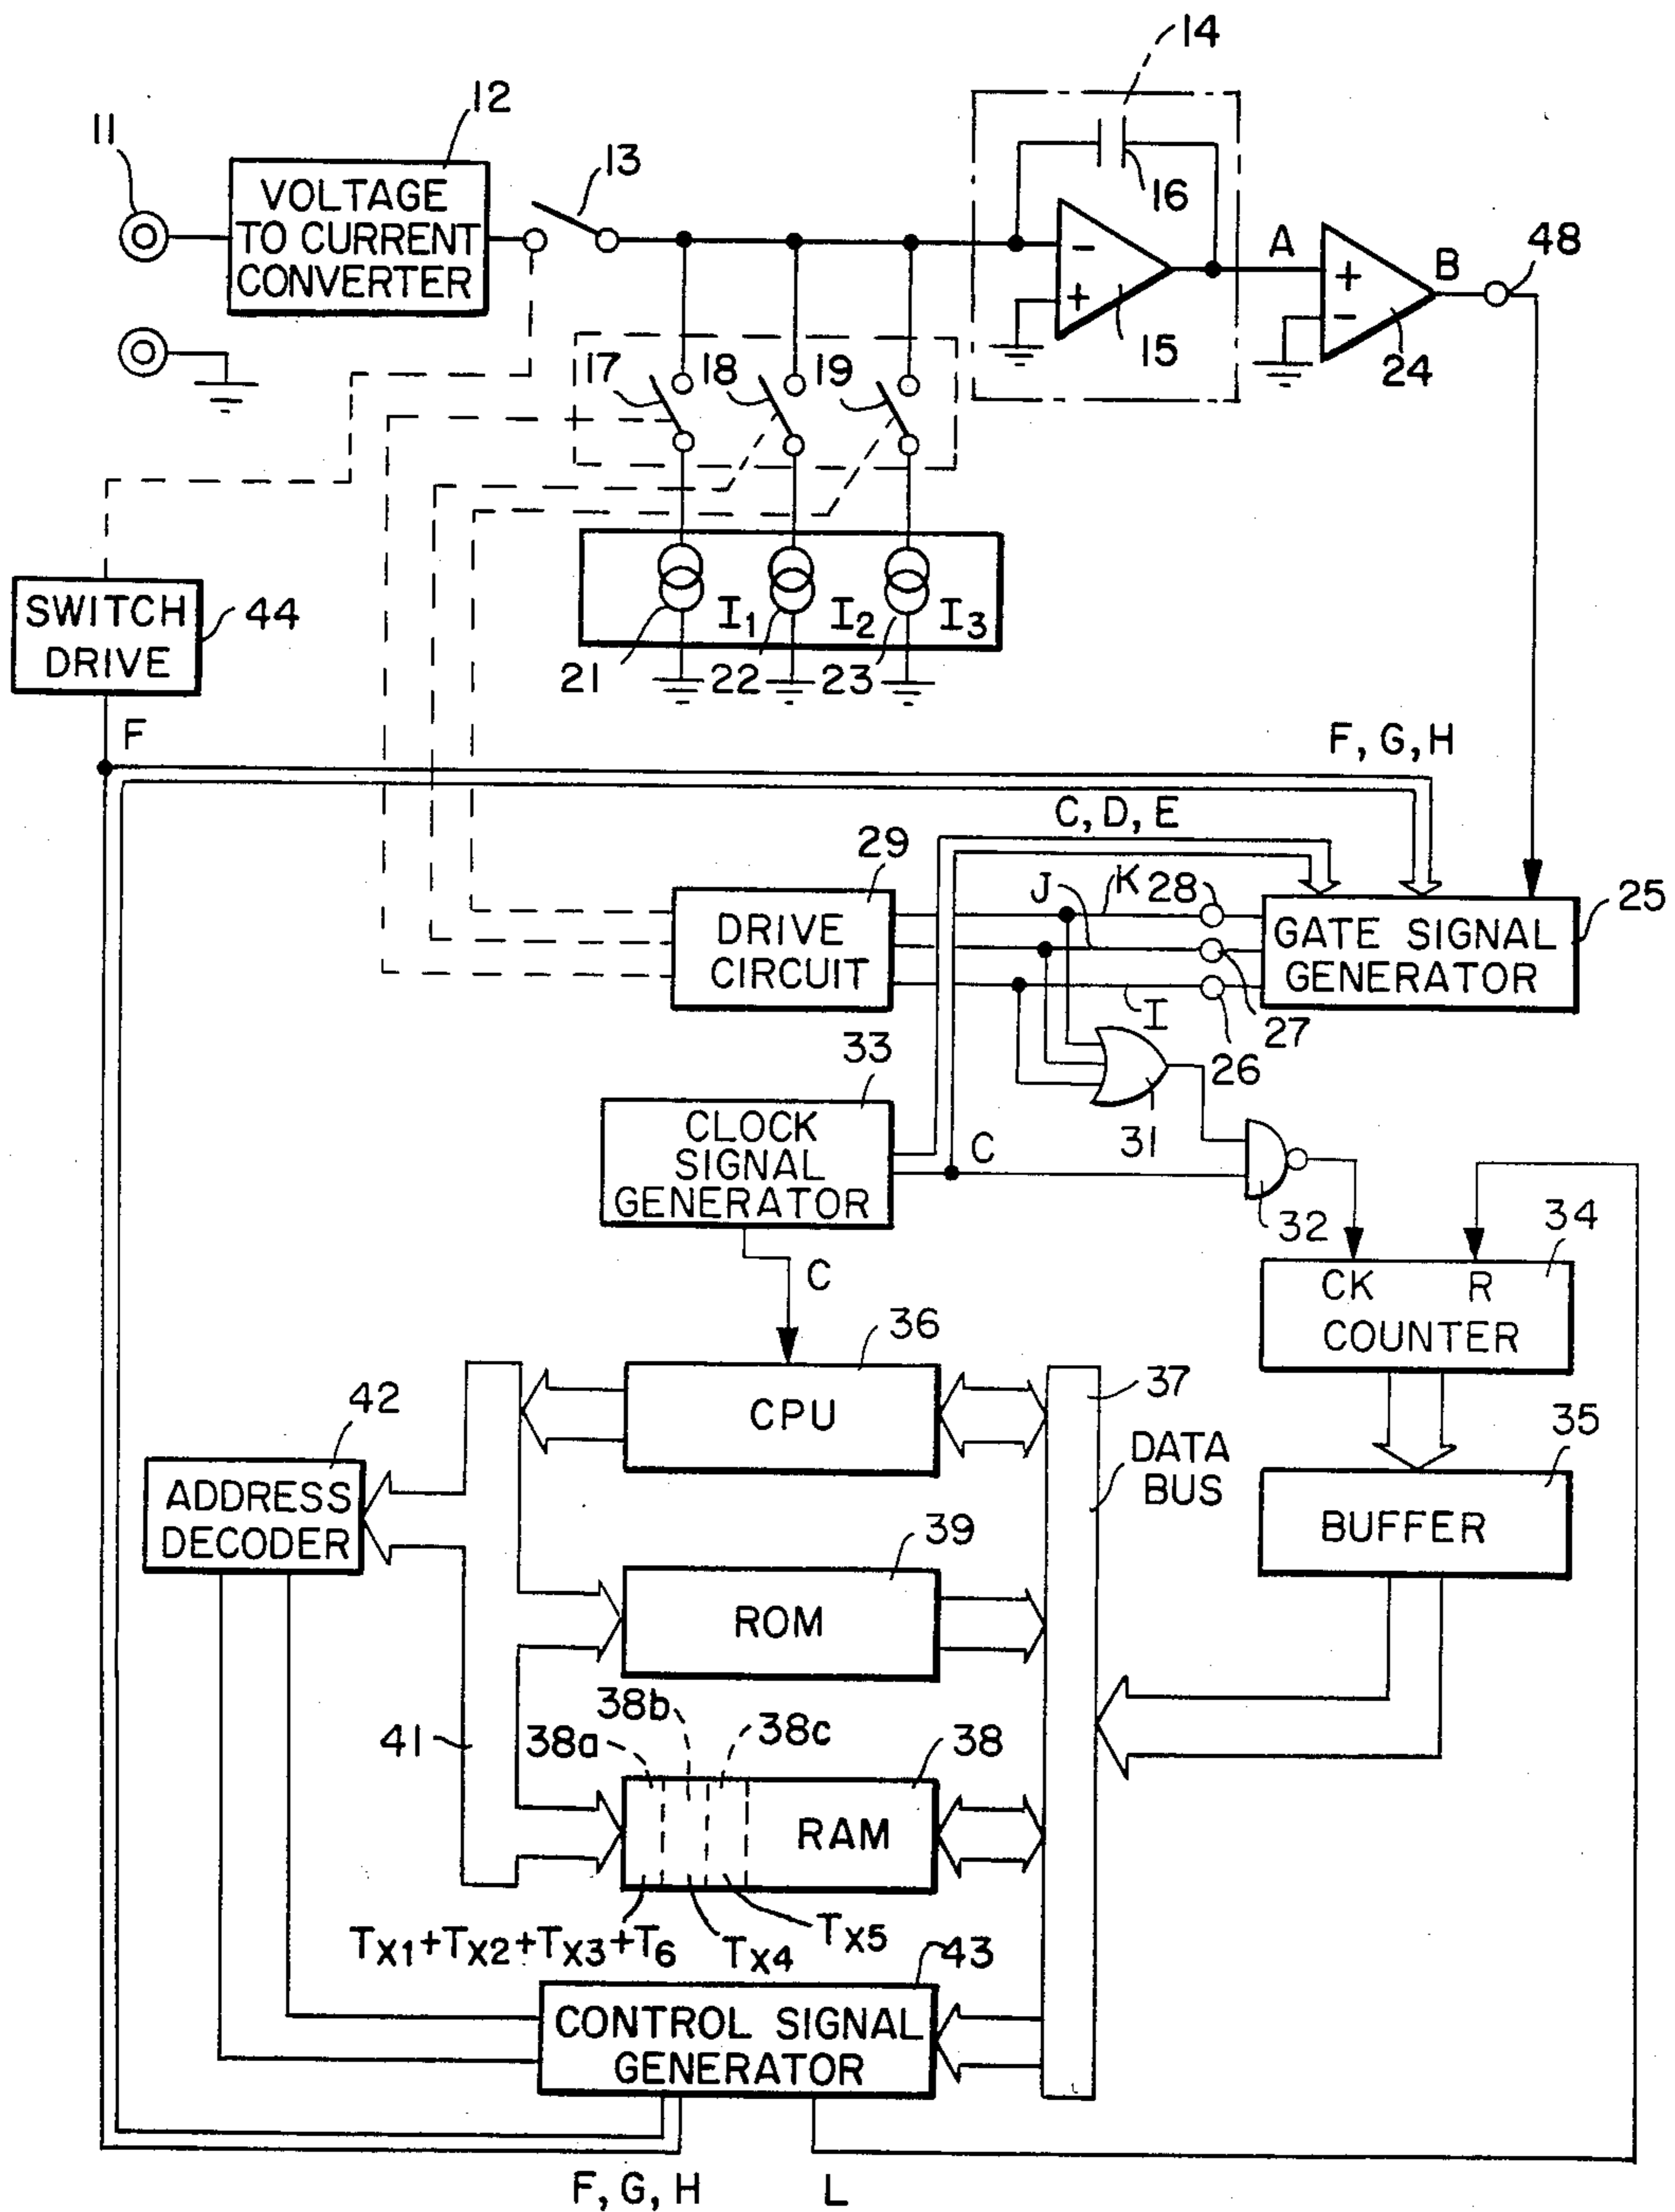 14
12
11
13
VOLTAGE
TO CURRENT
CONVERTER
16
A
B
48
-
+
+
-
15
24
17
18
19
SWITCH
DRIVE
44
I1
I2
I3
21
22
23
F
F, G, H
C, D, E
29
J
K
28
25
DRIVE
CIRCUIT
GATE SIGNAL
GENERATOR
I
27
26
33
31
CLOCK
SIGNAL
GENERATOR
C
32
34
C
CK
R
COUNTER
36
37
42
CPU
35
DATA
BUS
ADDRESS
DECODER
BUFFER
39
ROM
38b
38c
38a
38
41
RAM
TX1+TX2+TX3+T6
TX4
TX5
43
CONTROL SIGNAL
GENERATOR
F, G, H
L